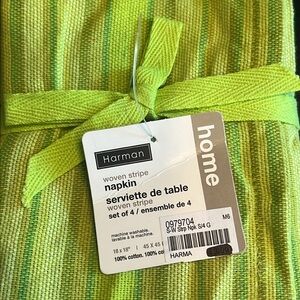 Harman
home
woven stripe
napkin
serviette de table
woven stripe
set of 4 / ensemble de 4
machine washable.
lavable à la machine.
18 x 18" | 45 x 45
100% cotton. 100% co
M6
0979704
S-W Strp Npk S/4 G
HARMA